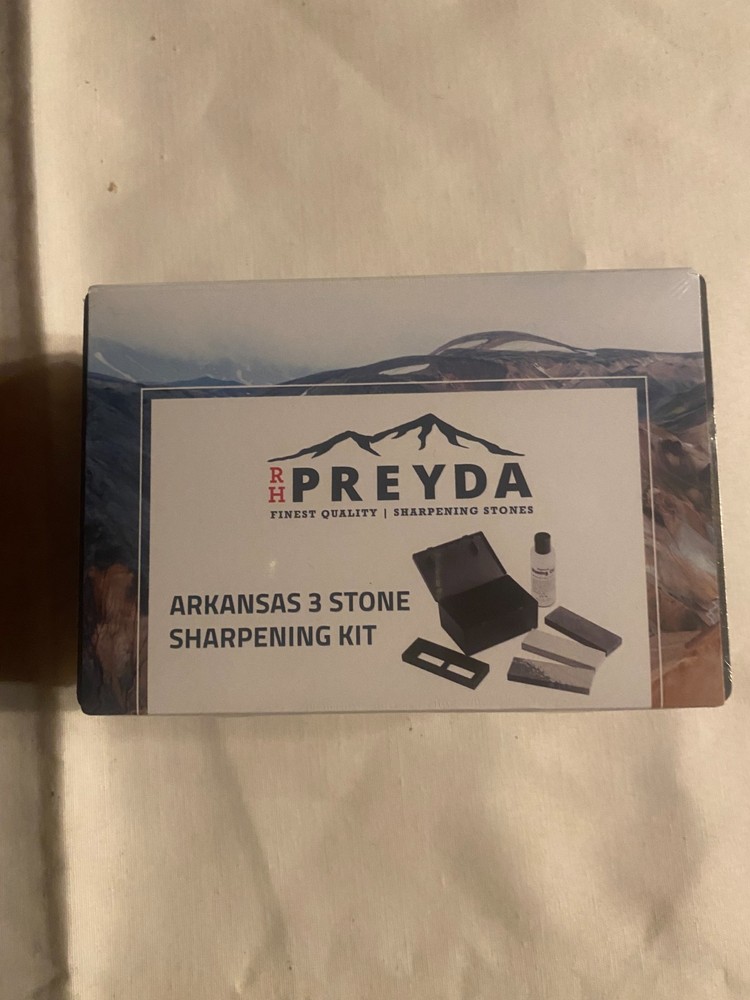 RH PREYDA
FINEST QUALITY | SHARPENING STONES
ARKANSAS 3 STONE
SHARPENING KIT